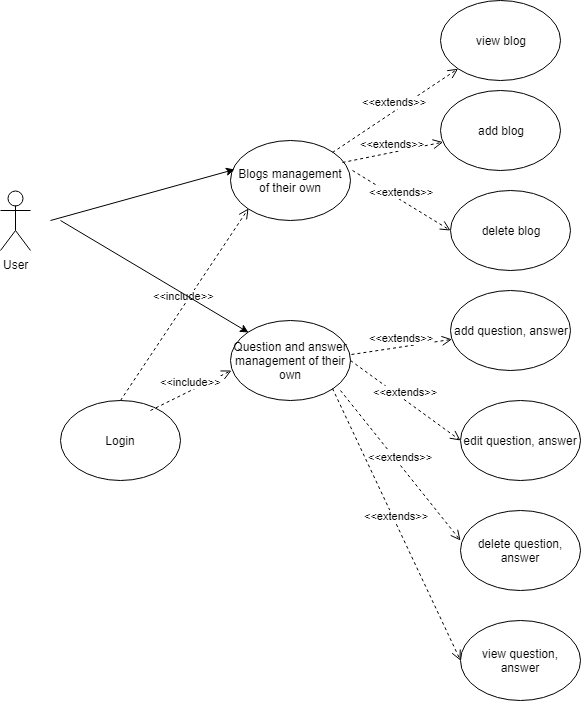 view blog
<<extends>>
add blog
<<extends>>
Blogs management
of their own
<<extends>>
delete blog
User
<<include>>
add question, answer
<<extends>>
Question and answer
management of their
own
<<include>>
<<extends>>
Login
edit question, answer
<<extends>>
<<extends>>
delete question,
answer
view question,
answer